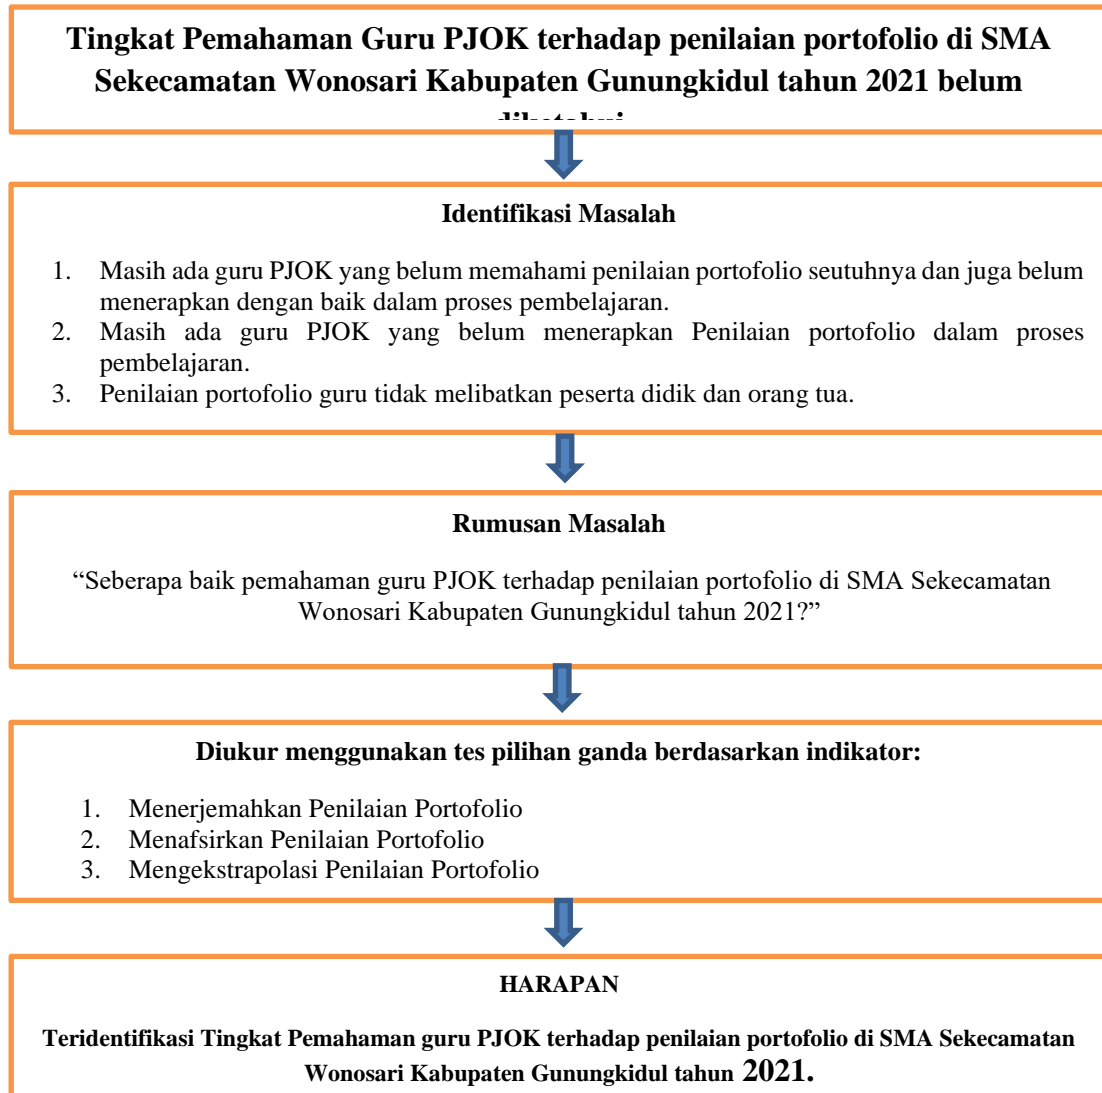 Tingkat Pemahaman Guru PJOK terhadap penilaian portofolio di SMA
Sekecamatan Wonosari Kabupaten Gunungkidul tahun 2021 belum
diketahui
Identifikasi Masalah
1. Masih ada guru PJOK yang belum memahami penilaian portofolio seutuhnya dan juga belum
menerapkan dengan baik dalam proses pembelajaran.
2. Masih ada guru PJOK yang belum menerapkan Penilaian portofolio dalam proses
pembelajaran.
3. Penilaian portofolio guru tidak melibatkan peserta didik dan orang tua.
Rumusan Masalah
“Seberapa baik pemahaman guru PJOK terhadap penilaian portofolio di SMA Sekecamatan
Wonosari Kabupaten Gunungkidul tahun 2021?”
Diukur menggunakan tes pilihan ganda berdasarkan indikator:
1. Menerjemahkan Penilaian Portofolio
2. Menafsirkan Penilaian Portofolio
3. Mengekstrapolasi Penilaian Portofolio
HARAPAN
Teridentifikasi Tingkat Pemahaman guru PJOK terhadap penilaian portofolio di SMA Sekecamatan
Wonosari Kabupaten Gunungkidul tahun 2021.